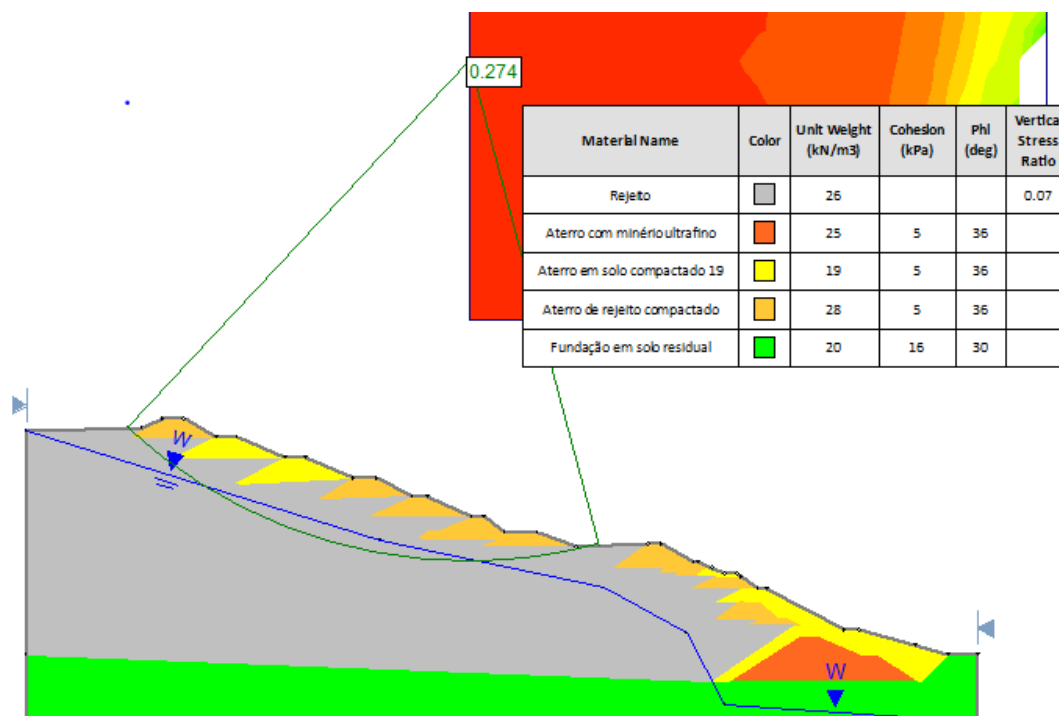 0.274
Material Name Color Unit Weight (kN/m3) Cohesion (kPa) Phi (deg) Vertica Stress Ratio
Rejeito 26 0.07
Aterro com minério ultrafino 25 5 36
Aterro em solo compactado 19 19 5 36
Aterro de rejeito compactado 28 5 36
Fundação em solo residual 20 16 30
W
W